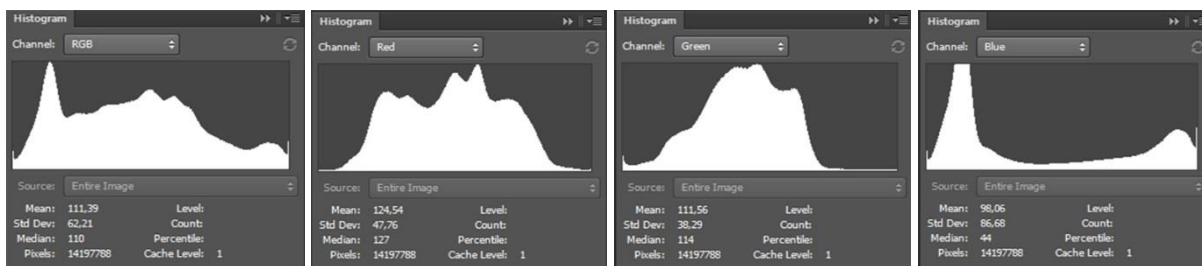 Histogram
Channel: RGB
Source: Entire Image
Mean: 111,39 Level:
Std Dev: 62,21 Count:
Median: 110 Percentile:
Pixels: 14197788 Cache Level: 1
Histogram
Channel: Red
Source: Entire Image
Mean: 124,54 Level:
Std Dev: 47,76 Count:
Median: 127 Percentile:
Pixels: 14197788 Cache Level: 1
Histogram
Channel: Green
Source: Entire Image
Mean: 111,56 Level:
Std Dev: 38,29 Count:
Median: 114 Percentile:
Pixels: 14197788 Cache Level: 1
Histogram
Channel: Blue
Source: Entire Image
Mean: 98,06 Level:
Std Dev: 86,68 Count:
Median: 44 Percentile:
Pixels: 14197788 Cache Level: 1